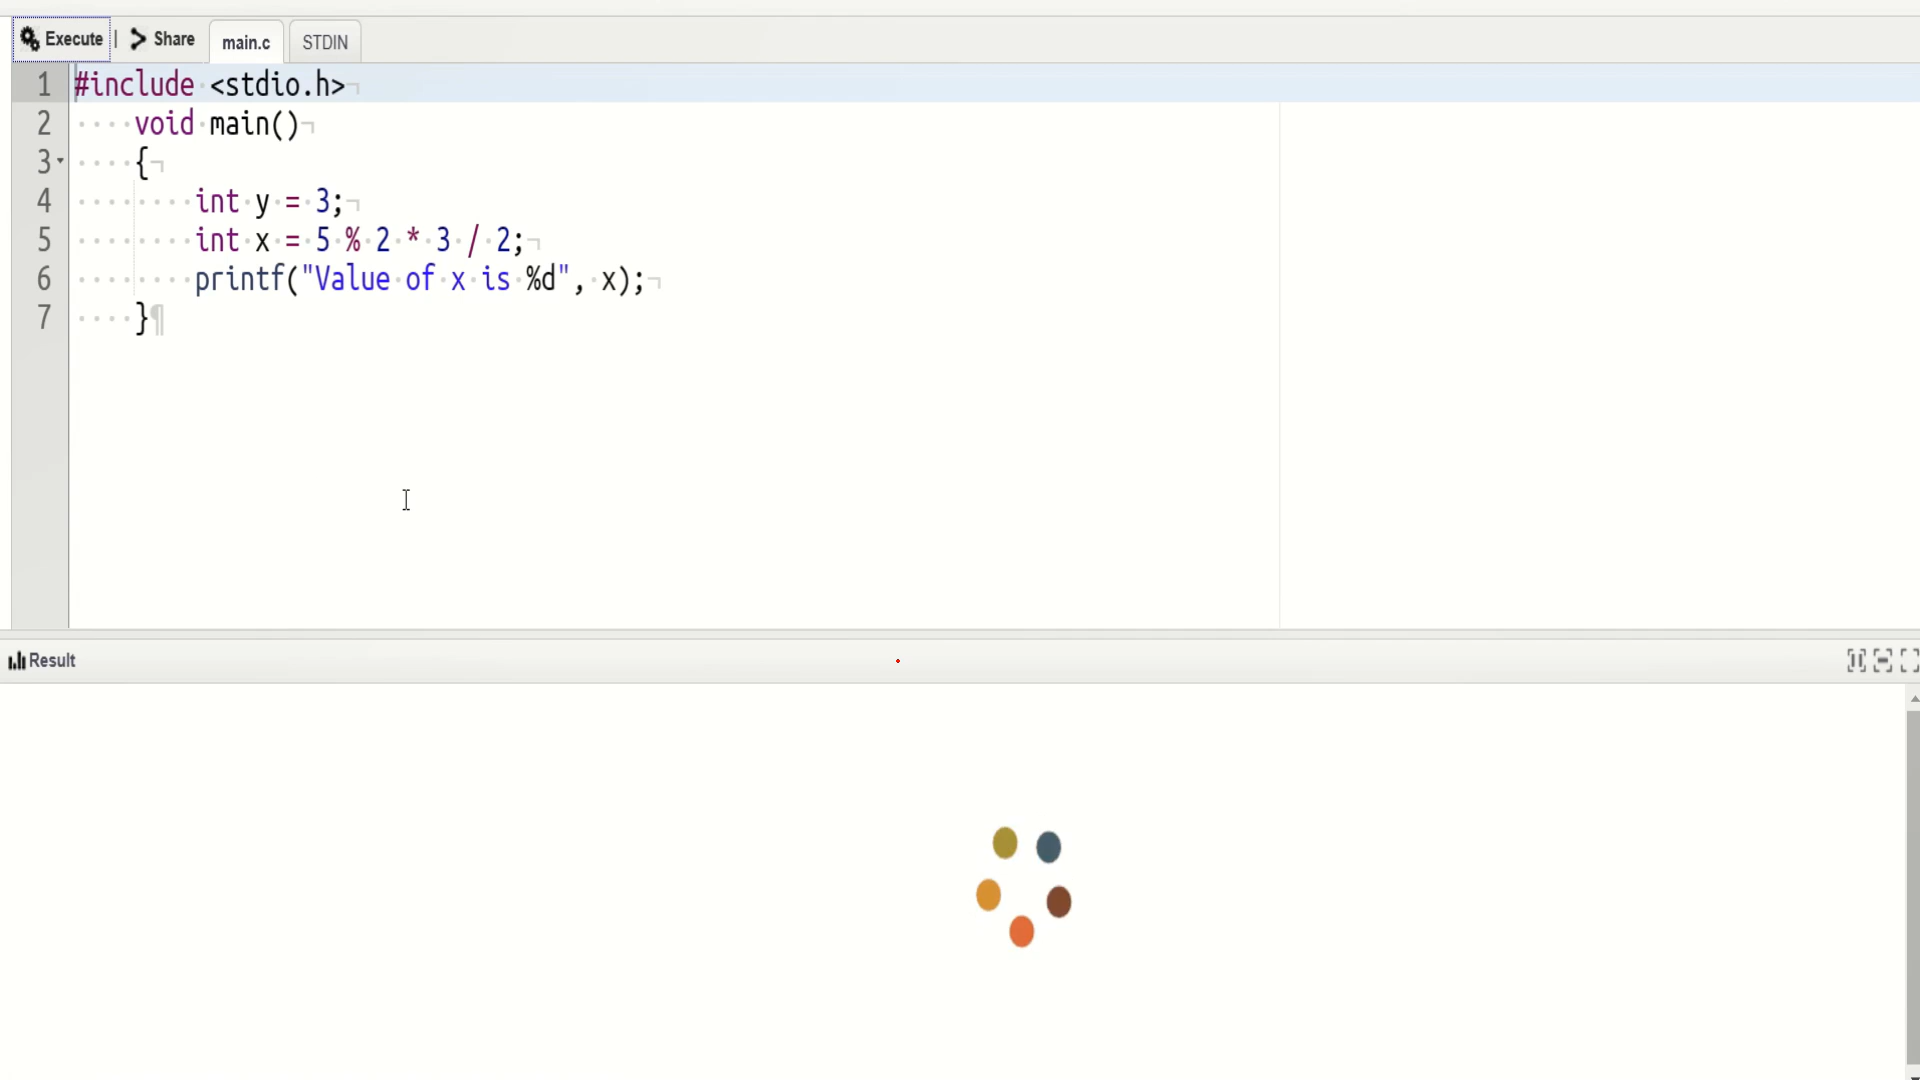 Execute | Share main.c STDIN
1 #include <stdio.h>
2 void main()
3 {
4 int y = 3;
5 int x = 5 % 2 * 3 / 2;
6 printf("Value of x is %d", x);
7 }
Result